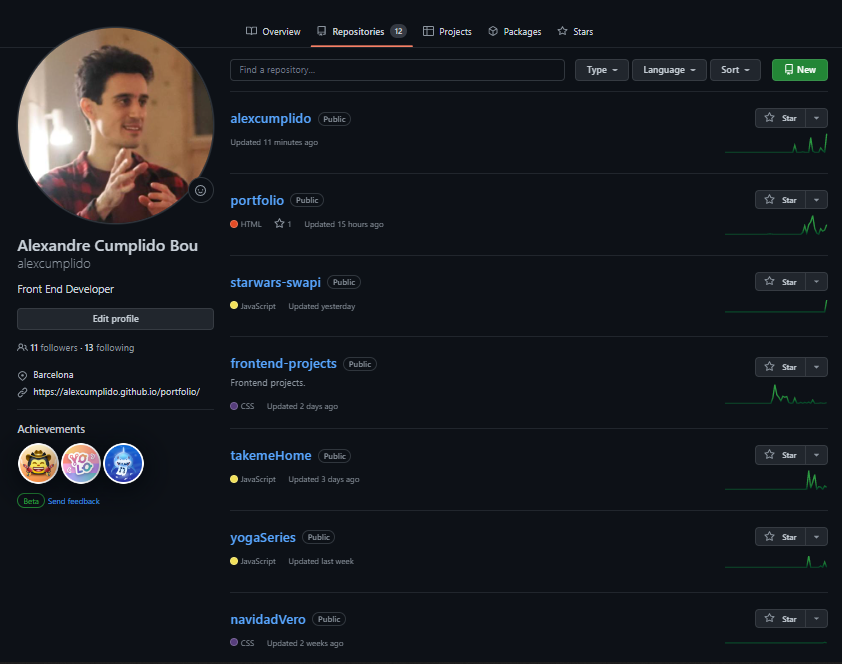 Overview Repositories 12 Projects Packages Stars
Find a repository...
Type Language Sort New
Alexandre Cumplido Bou
alexcumplido
Front End Developer
Edit profile
11 followers · 13 following
Barcelona
https://alexcumplido.github.io/portfolio/
Achievements
YOLO
Beta Send feedback
alexcumplido Public Star
Updated 11 minutes ago
portfolio Public Star
HTML 1 Updated 15 hours ago
starwars-swapi Public Star
JavaScript Updated yesterday
frontend-projects Public Star
Frontend projects.
CSS Updated 2 days ago
takemeHome Public Star
JavaScript Updated 3 days ago
yogaSeries Public Star
JavaScript Updated last week
navidadVero Public Star
CSS Updated 2 weeks ago